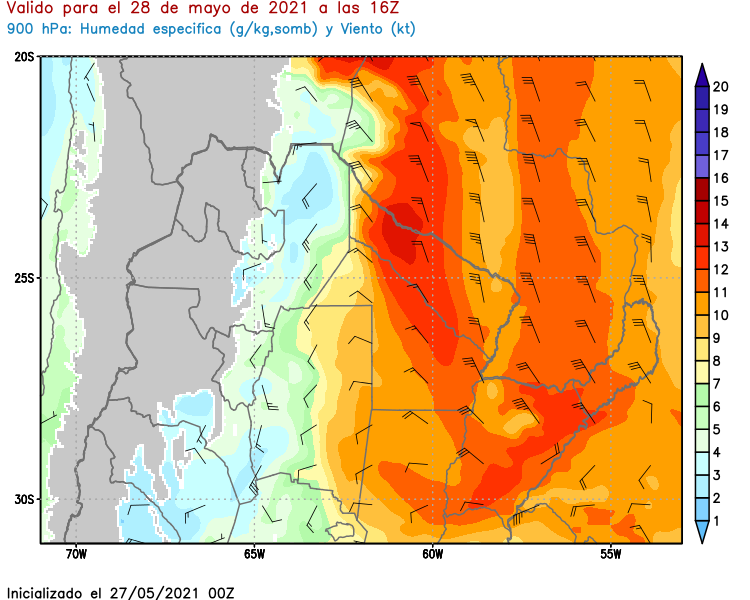 Valido para el 28 de mayo de 2021 a las 16Z
900 hPa: Humedad especifica (g/kg,somb) y Viento (kt)
20S
25S
30S
70W
65W
60W
55W
20
19
18
17
16
15
14
13
12
11
10
9
8
7
6
5
4
3
2
1
Inicializado el 27/05/2021 00Z